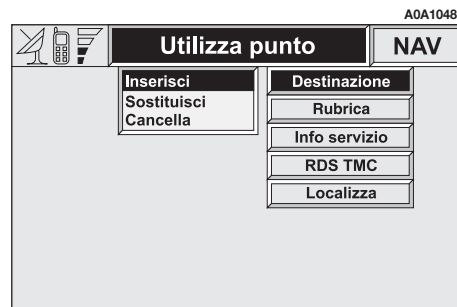 A0A1048
Utilizza punto NAV
Inserisci
Sostituisci
Cancella
Destinazione
Rubrica
Info servizio
RDS TMC
Localizza